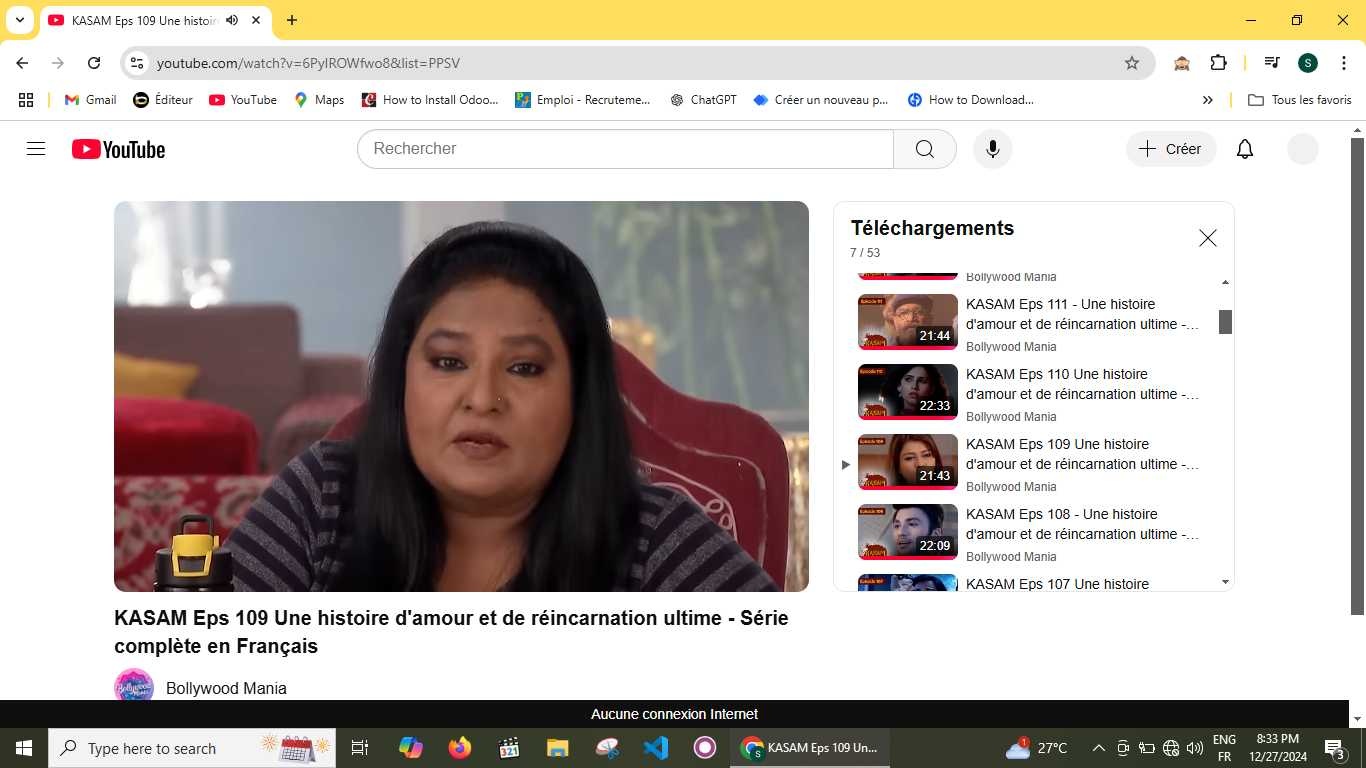 KASAM Eps 109 Une histoir
youtube.com/watch?v=6PyIROWfwo8&list=PPSV
S
Gmail
Éditeur
YouTube
Maps
How to Install Odoo...
Emploi - Recruteme...
ChatGPT
Créer un nouveau p...
How to Download...
Tous les favoris
YouTube
Rechercher
Créer
Téléchargements
7 / 53
Bollywood Mania
21:44
KASAM Eps 111 - Une histoire
d'amour et de réincarnation ultime -...
Bollywood Mania
22:33
KASAM Eps 110 Une histoire
d'amour et de réincarnation ultime -...
Bollywood Mania
21:43
KASAM Eps 109 Une histoire
d'amour et de réincarnation ultime -...
Bollywood Mania
22:09
KASAM Eps 108 - Une histoire
d'amour et de réincarnation ultime -...
Bollywood Mania
KASAM Eps 107 Une histoire
KASAM Eps 109 Une histoire d'amour et de réincarnation ultime - Série
complète en Français
Bollywood Mania
Aucune connexion Internet
Type here to search
KASAM Eps 109 Un...
27°C
ENG
FR
8:33 PM
12/27/2024
3